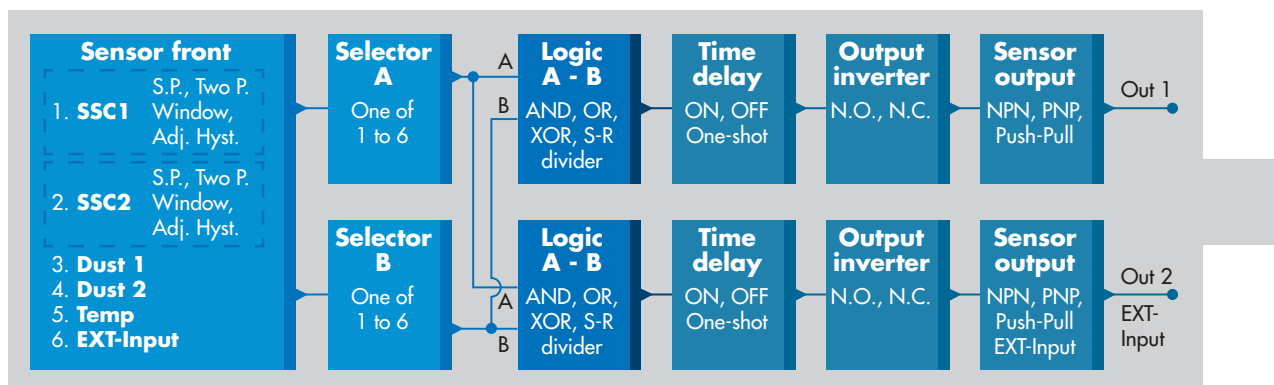 Sensor front
1. SSC1
S.P., Two P.
Window,
Adj. Hyst.
2. SSC2
S.P., Two P.
Window,
Adj. Hyst.
3. Dust 1
4. Dust 2
5. Temp
6. EXT-Input
Selector
A
One of
1 to 6
A
B
Logic
A - B
AND, OR,
XOR, S-R
divider
Time
delay
ON, OFF
One-shot
Output
inverter
N.O., N.C.
Sensor
output
NPN, PNP,
Push-Pull
Out 1
Selector
B
One of
1 to 6
A
B
Logic
A - B
AND, OR,
XOR, S-R
divider
Time
delay
ON, OFF
One-shot
Output
inverter
N.O., N.C.
Sensor
output
NPN, PNP,
Push-Pull
EXT-Input
Out 2
EXT-
Input